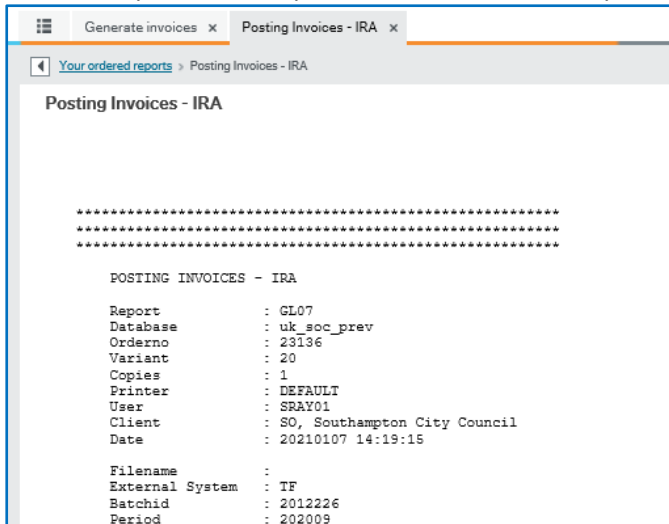 Generate invoices x Posting Invoices - IRA x
Your ordered reports > Posting Invoices - IRA
Posting Invoices - IRA
*********************************************************
*********************************************************
*********************************************************
POSTING INVOICES - IRA
Report : GL07
Database : uk_soc_prev
Orderno : 23136
Variant : 20
Copies : 1
Printer : DEFAULT
User : SRAY01
Client : SO, Southampton City Council
Date : 20210107 14:19:15
Filename :
External System : TF
Batchid : 2012226
Period : 202009